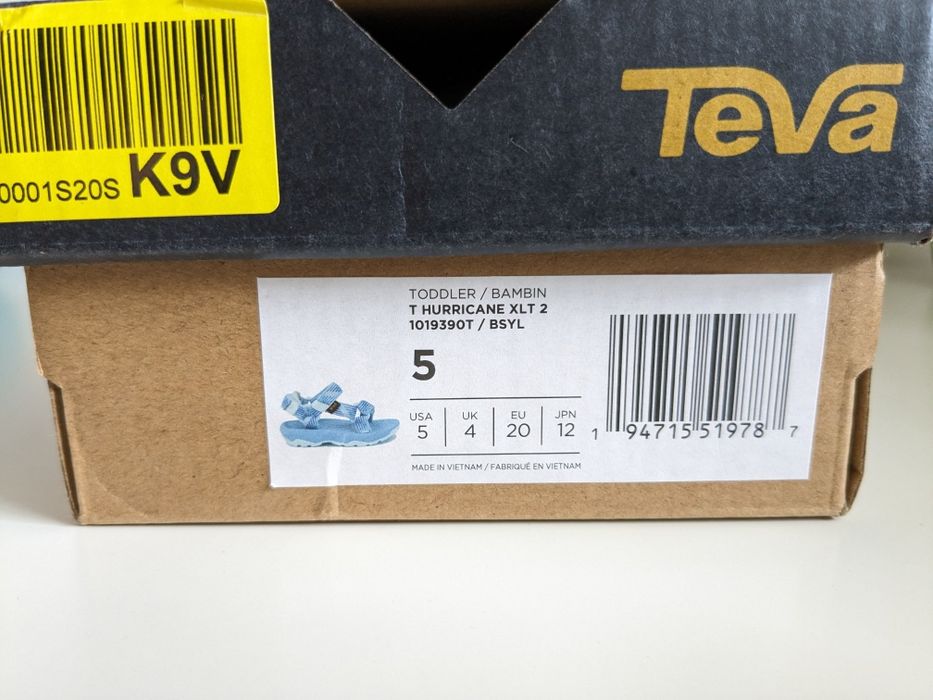 0001S20S K9V
Teva
TODDLER / BAMBIN
T HURRICANE XLT 2
1019390T / BSYL
5
USA UK EU JPN
5 4 20 12
MADE IN VIETNAM / FABRIQUÉ EN VIETNAM
1 94715 51978 7